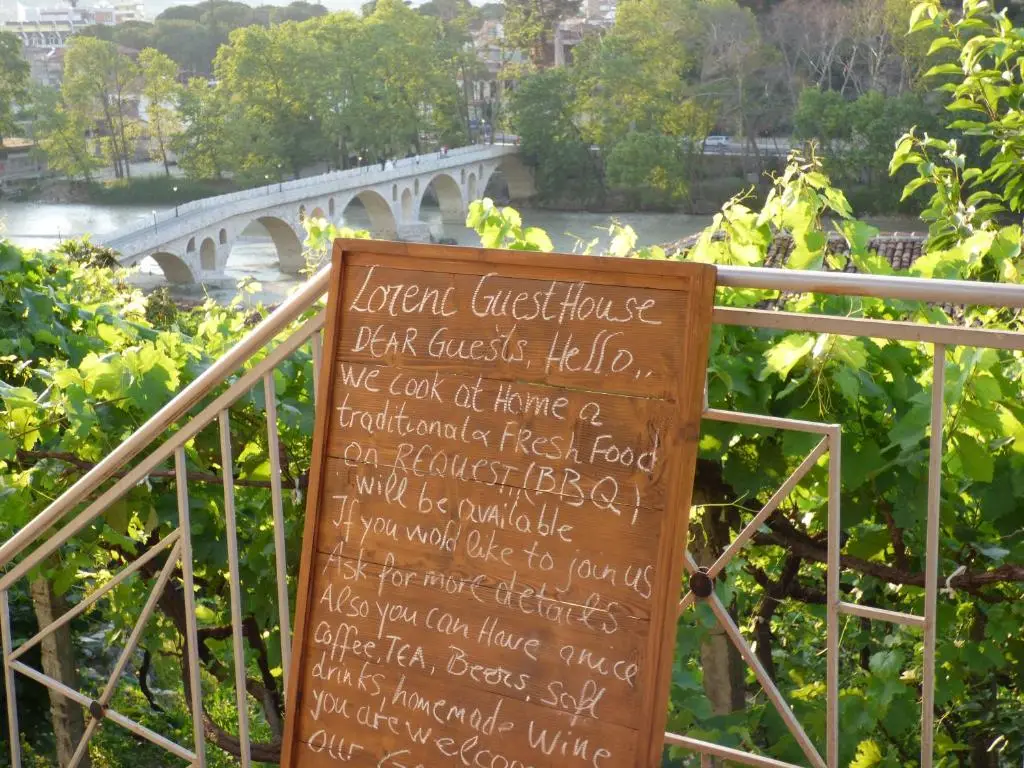 Lorenc GuestHouse
DEAR Guests, Hello,,
we cook at Home a
traditional & FResh Food
on REQUEST, (BBQ)
will be available
If you would like to join us
Ask for more details
Also you can Have a nice
coffee, TEA, Beers, Soft
drinks, homemade Wine
you are welcome
our